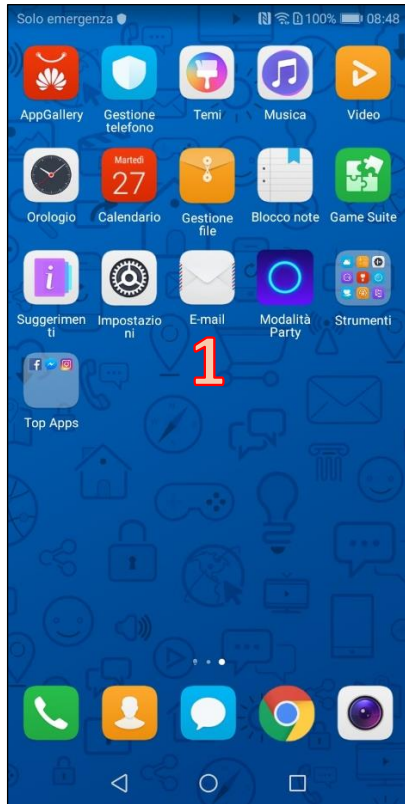 Solo emergenza 100% 08:48
AppGallery Gestione telefono Temi Musica Video
Martedì
27
Orologio Calendario Gestione file Blocco note Game Suite
i
Suggerimen
ti Impostazio
ni E-mail Modalità
Party Strumenti
1
Top Apps